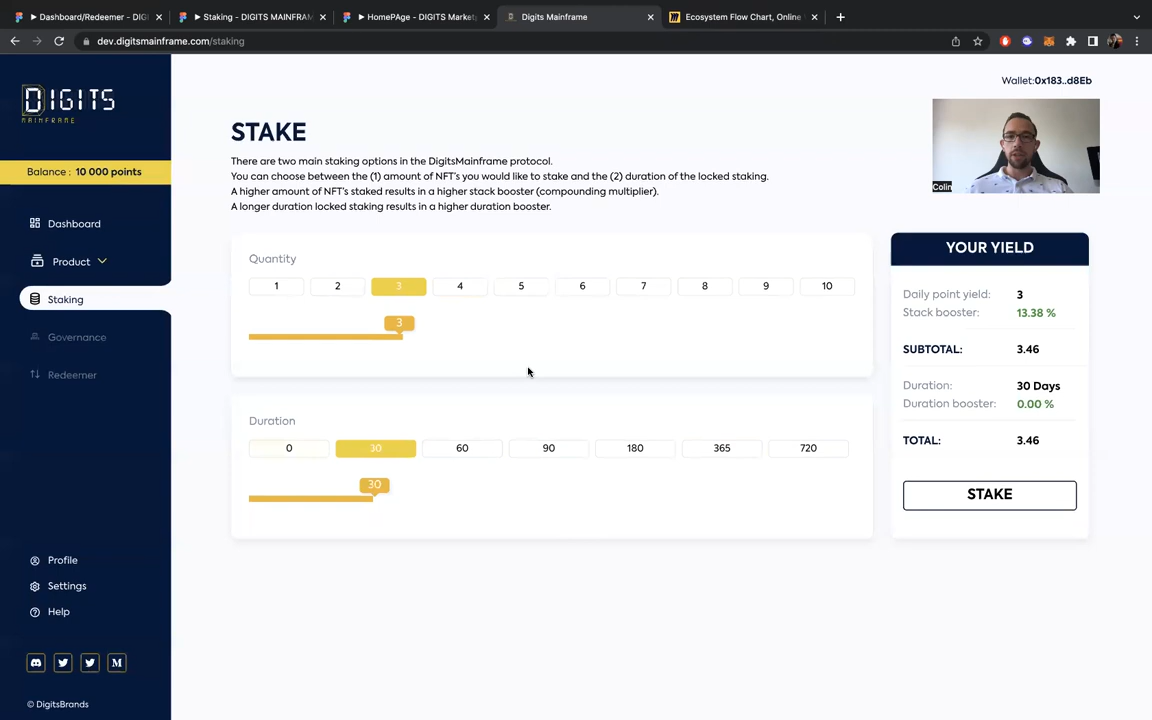 Dashboard/Redeemer - DIGI
Staking - DIGITS MAINFRAM
HomePAge - DIGITS Market
Digits Mainframe
Ecosystem Flow Chart, Online
dev.digitsmainframe.com/staking
Wallet:0x183..d8Eb
DIGITS
MAINFRAME
Colin
STAKE
There are two main staking options in the DigitsMainframe protocol.
You can choose between the (1) amount of NFT's you would like to stake and the (2) duration of the locked staking.
A higher amount of NFT's staked results in a higher stack booster (compounding multiplier).
A longer duration locked staking results in a higher duration booster.
Balance : 10 000 points
Dashboard
Product
Staking
Governance
Redeemer
Quantity
1 2 3 4 5 6 7 8 9 10
3
Duration
0 30 60 90 180 365 720
30
YOUR YIELD
Daily point yield: 3
Stack booster: 13.38 %
SUBTOTAL: 3.46
Duration: 30 Days
Duration booster: 0.00 %
TOTAL: 3.46
STAKE
Profile
Settings
Help
M
© DigitsBrands